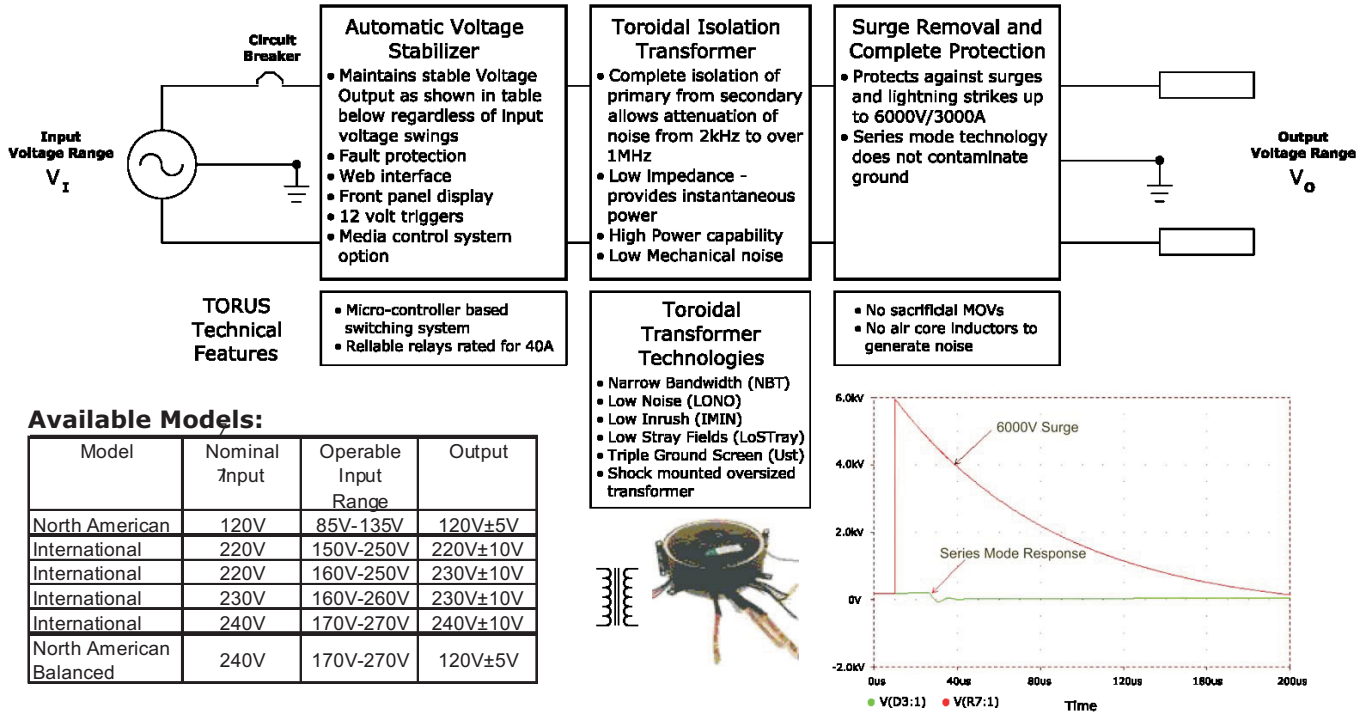 Circuit
Breaker
Input
Voltage Range
V I
Automatic Voltage
Stabilizer
• Maintains stable Voltage
Output as shown in table
below regardless of input
voltage swings
• Fault protection
• Web interface
• Front panel display
• 12 volt triggers
• Media control system
option
Toroidal Isolation
Transformer
• Complete isolation of
primary from secondary
allows attenuation of
noise from 2kHz to over
1MHz
• Low Impedance -
provides instantaneous
power
• High Power capability
• Low Mechanical noise
Surge Removal and
Complete Protection
• Protects against surges
and lightning strikes up
to 6000V/3000A
• Series mode technology
does not contaminate
ground
Output
Voltage Range
V O
TORUS
Technical
Features
• Micro-controller based
switching system
• Reliable relays rated for 40A
Toroidal
Transformer
Technologies
• Narrow Bandwidth (NBT)
• Low Noise (LONO)
• Low Inrush (IMIN)
• Low Stray Fields (LoSTray)
• Triple Ground Screen (Ust)
• Shock mounted oversized
transformer
• No sacrificial MOVs
• No air core inductors to
generate noise
Available Models:
Model Nominal Input Operable Input Range Output
North American 120V 85V-135V 120V±5V
International 220V 150V-250V 220V±10V
International 220V 160V-250V 230V±10V
International 230V 160V-260V 230V±10V
International 240V 170V-270V 240V±10V
North American Balanced 240V 170V-270V 120V±5V
6.0kV
4.0kV
2.0kV
0V
-2.0kV
6000V Surge
Series Mode Response
0us 40us 80us 120us 160us 200us
• V(D3:1) • V(R7:1)
Time